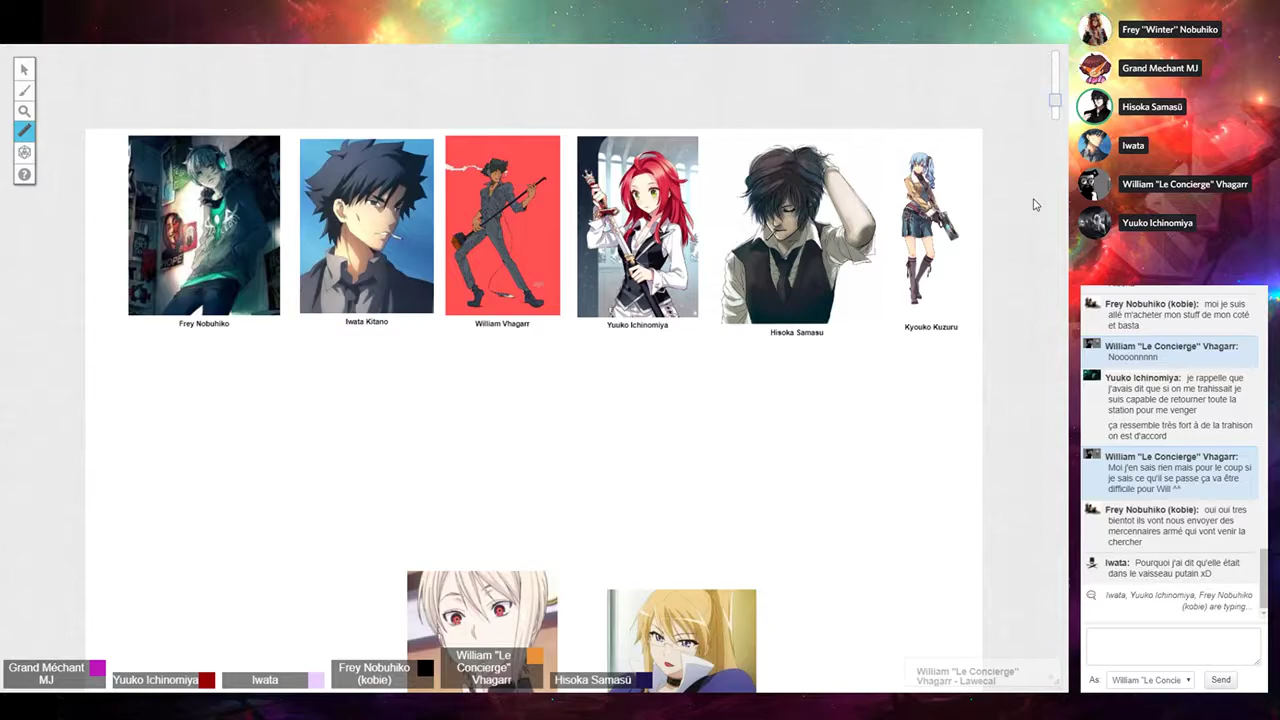 Frey "Winter" Nobuhiko
Grand Mechant MJ
Hisoka Samasū
Iwata
William "Le Concierge" Vhagarr
Yuuko Ichinomiya
Frey Nobuhiko
Iwata Kitano
William Vhagarr
Yuuko Ichinomiya
Hisoka Samasu
Kyouko Kuzuru
Frey Nobuhiko (kobie): moi je suis
allé m'acheter mon stuff de mon coté
et basta
William "Le Concierge" Vhagarr:
Noooonnnnn
Yuuko Ichinomiya: je rappelle que
j'avais dit que si on me trahissait je
suis capable de retourner toute la
station pour me venger
ça ressemble très fort à de la trahison
on est d'accord
William "Le Concierge" Vhagarr:
Moi j'en sais rien mais pour le coup si
je sais ce qu'il se passe ça va être
difficile pour Will ^^
Frey Nobuhiko (kobie): oui oui tres
bientot ils vont nous envoyer des
mercennaires armé qui vont venir la
chercher
Iwata: Pourquoi j'ai dit qu'elle était
dans le vaisseau putain xD
Iwata, Yuuko Ichinomiya, Frey Nobuhiko
(kobie) are typing...
As: William "Le Concie
Send
Grand Méchant
MJ
Yuuko Ichinomiya
Iwata
Frey Nobuhiko
(kobie)
William "Le
Concierge"
Vhagarr
Hisoka Samasū
William "Le Concierge"
Vhagarr - Lawecal